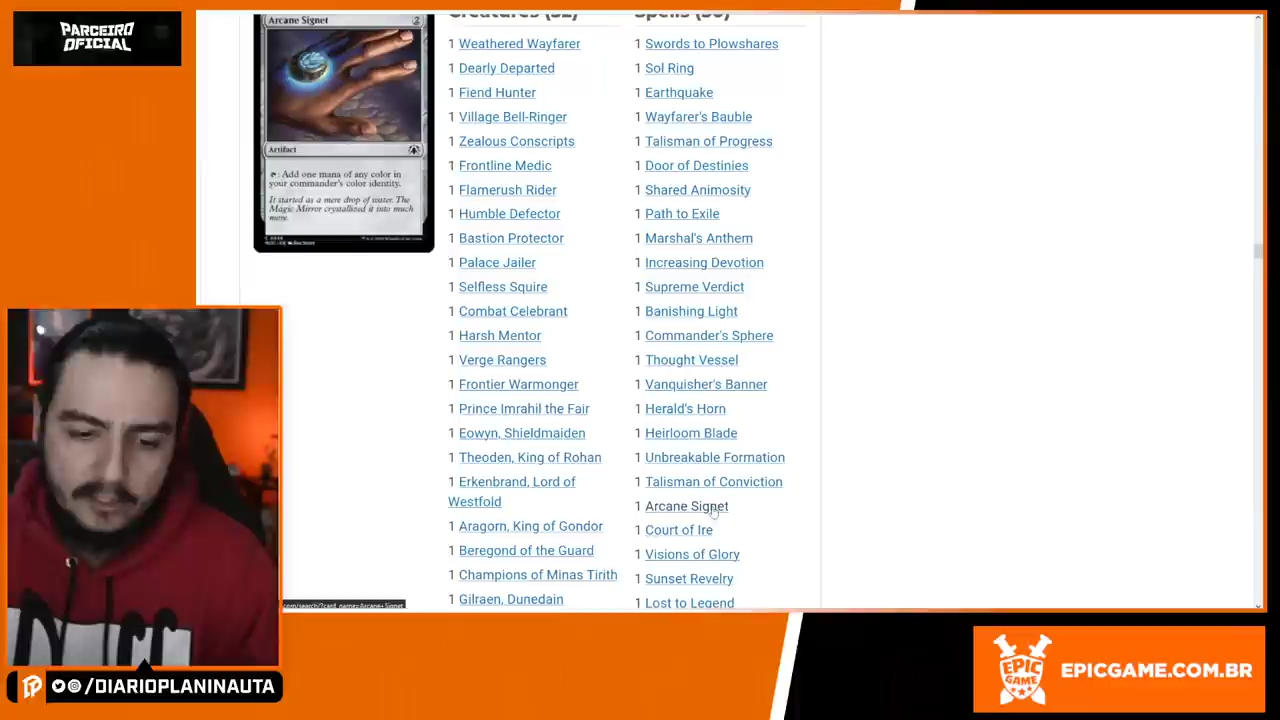 PARCEIRO
OFICIAL
Arcane Signet 2
Artifact
: Add one mana of any color in
your commander's color identity.
It started as a mere drop of water. The
Magic Mirror crystallized it into much
more.
1 Weathered Wayfarer
1 Dearly Departed
1 Fiend Hunter
1 Village Bell-Ringer
1 Zealous Conscripts
1 Frontline Medic
1 Flamerush Rider
1 Humble Defector
1 Bastion Protector
1 Palace Jailer
1 Selfless Squire
1 Combat Celebrant
1 Harsh Mentor
1 Verge Rangers
1 Frontier Warmonger
1 Prince Imrahil the Fair
1 Eowyn, Shieldmaiden
1 Theoden, King of Rohan
1 Erkenbrand, Lord of
Westfold
1 Aragorn, King of Gondor
1 Beregond of the Guard
1 Champions of Minas Tirith
1 Gilraen, Dunedain
1 Swords to Plowshares
1 Sol Ring
1 Earthquake
1 Wayfarer's Bauble
1 Talisman of Progress
1 Door of Destinies
1 Shared Animosity
1 Path to Exile
1 Marshal's Anthem
1 Increasing Devotion
1 Supreme Verdict
1 Banishing Light
1 Commander's Sphere
1 Thought Vessel
1 Vanquisher's Banner
1 Herald's Horn
1 Heirloom Blade
1 Unbreakable Formation
1 Talisman of Conviction
1 Arcane Signet
1 Court of Ire
1 Visions of Glory
1 Sunset Revelry
1 Lost to Legend
.com/search/?card_name=Arcane+Signet
/DIARIOPLANINAUTA
EPIC
GAME
EPICGAME.COM.BR